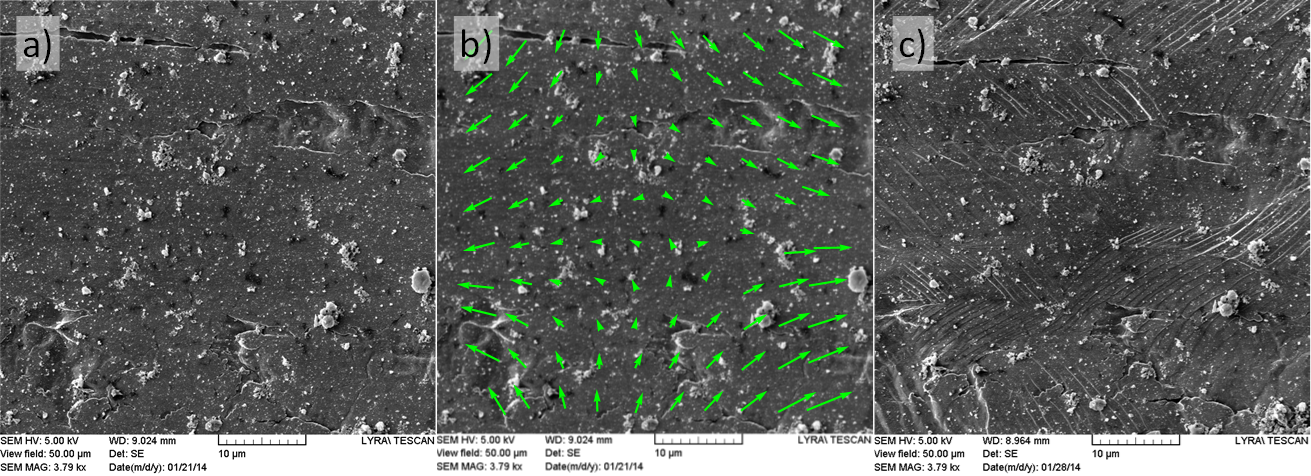 a)
b)
c)
SEM HV: 5.00 kV WD: 9.024 mm LYRA\ TESCAN
View field: 50.00 µm Det: SE 10 µm
SEM MAG: 3.79 kx Date(m/d/y): 01/21/14
SEM HV: 5.00 kV WD: 9.024 mm LYRA\ TESCAN
View field: 50.00 µm Det: SE 10 µm
SEM MAG: 3.79 kx Date(m/d/y): 01/21/14
SEM HV: 5.00 kV WD: 8.964 mm LYRA\ TESCAN
View field: 50.00 µm Det: SE 10 µm
SEM MAG: 3.79 kx Date(m/d/y): 01/28/14